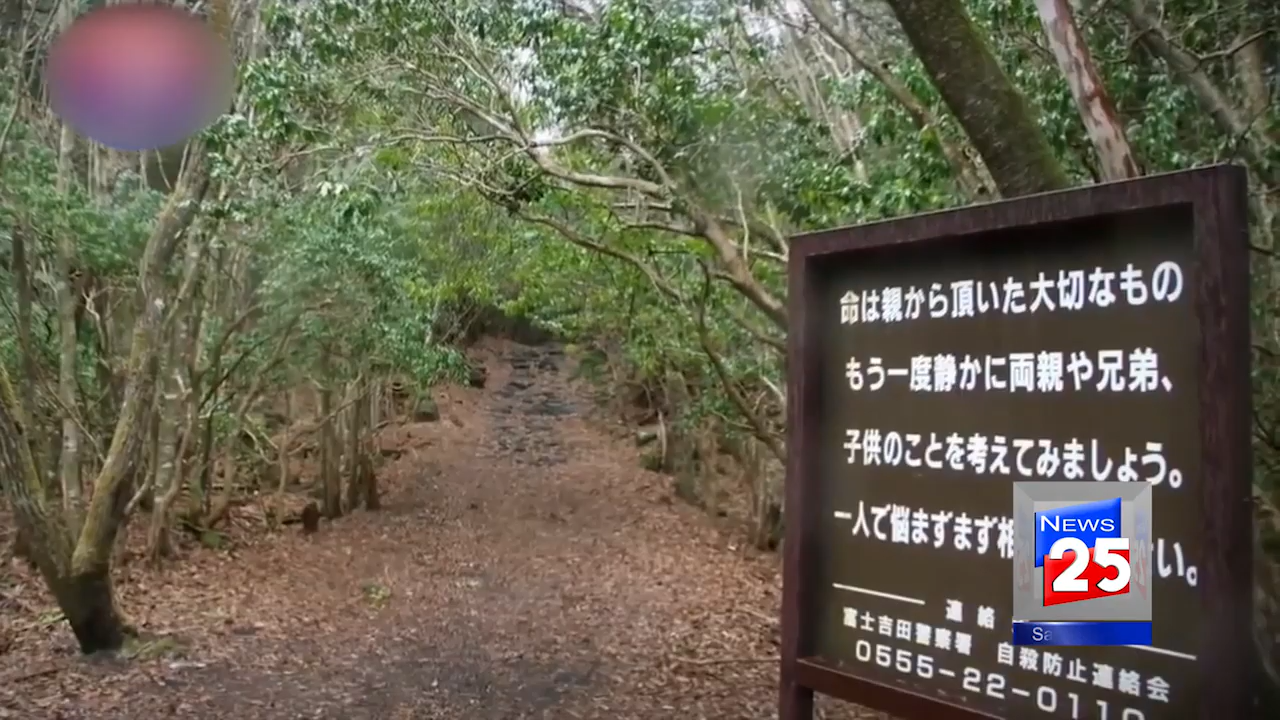 命は親から頂いた大切なもの
もう一度静かに両親や兄弟、
子供のことを考えてみましょう。
一人で悩まずまず相 い。
連絡
富士吉田警察署 自殺防止連絡会
0555-22-0110
NEWS
25
Sa